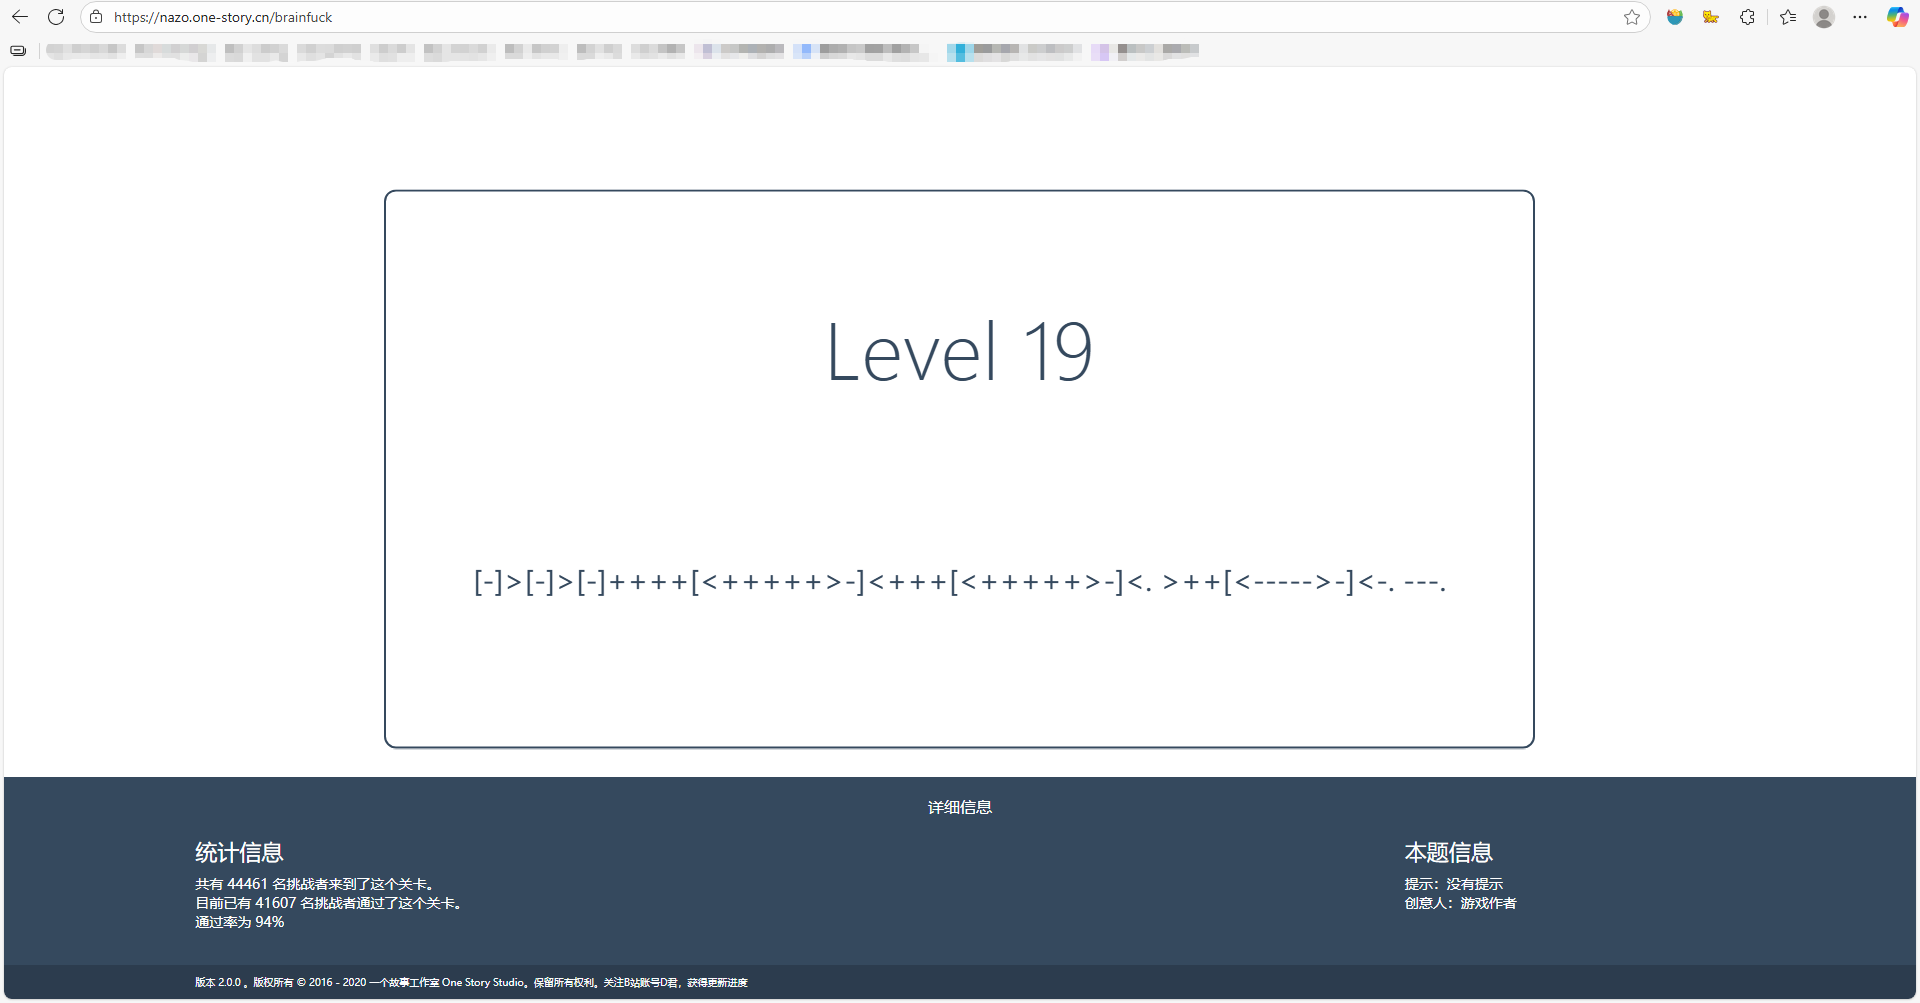 https://nazo.one-story.cn/brainfuck
Level 19
[-]>[-]>[-]++++[<+++++>-]<+++[<+++++>-]<. >++[<----->-]<-. ---.
详细信息
统计信息
共有 44461 名挑战者来到了这个关卡。
目前已有 41607 名挑战者通过了这个关卡。
通过率为 94%
本题信息
提示：没有提示
创意人：游戏作者
版本 2.0.0 。版权所有 © 2016 - 2020 一个故事工作室 One Story Studio。保留所有权利。关注B站账号D君，获得更新进度